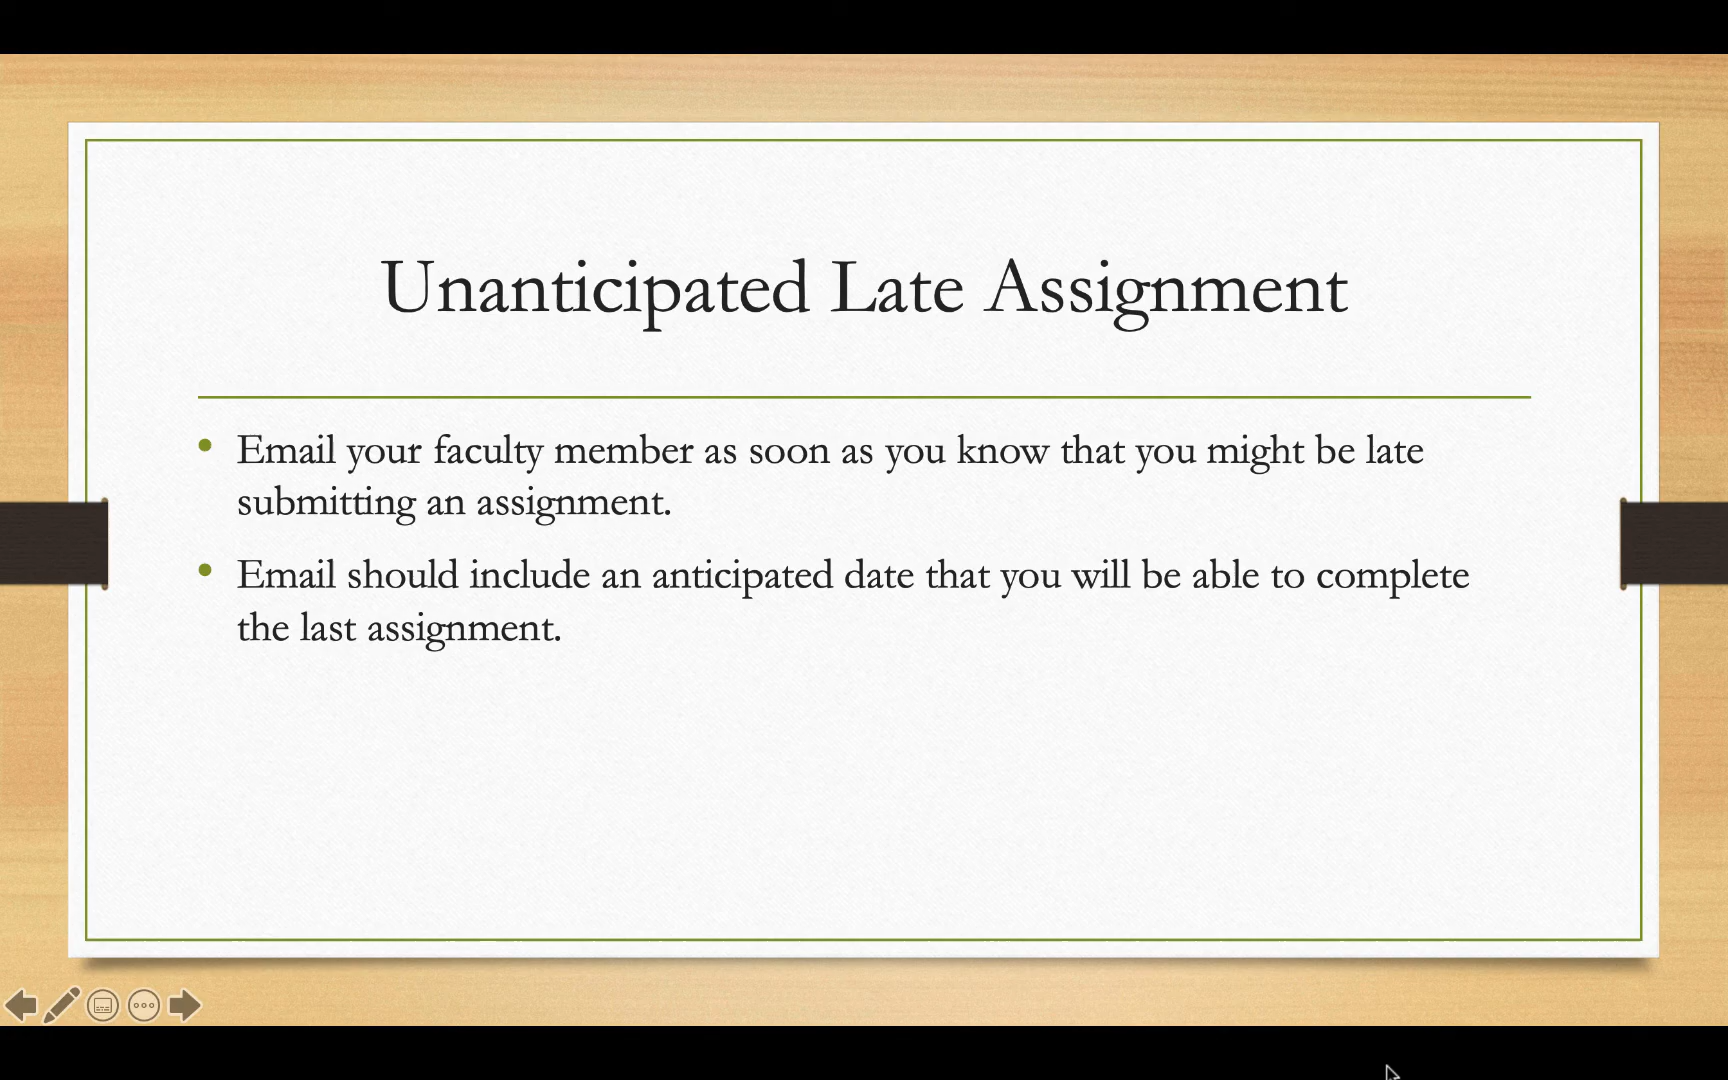 Unanticipated Late Assignment
Email your faculty member as soon as you know that you might be late
submitting an assignment.
Email should include an anticipated date that you will be able to complete
the last assignment.